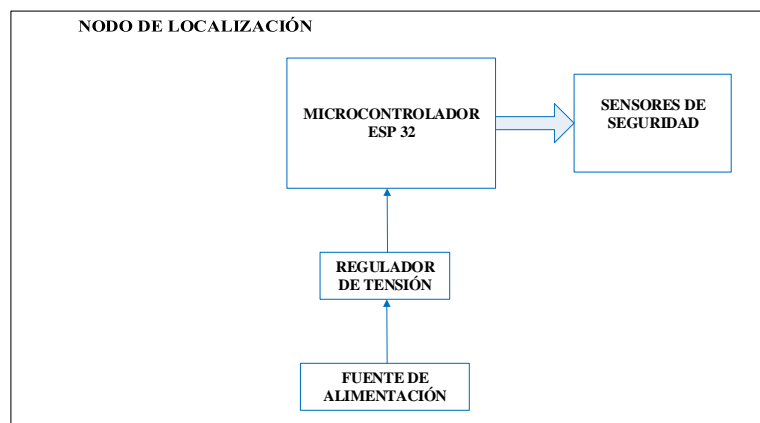 NODO DE LOCALIZACIÓN
MICROCONTROLADOR
ESP 32
SENSORES DE
SEGURIDAD
REGULADOR
DE TENSIÓN
FUENTE DE
ALIMENTACIÓN